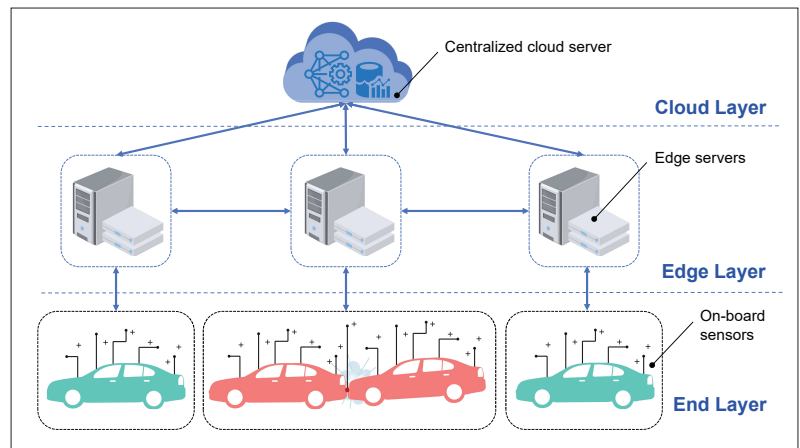 Centralized cloud server
Cloud Layer
Edge servers
Edge Layer
On-board
sensors
End Layer